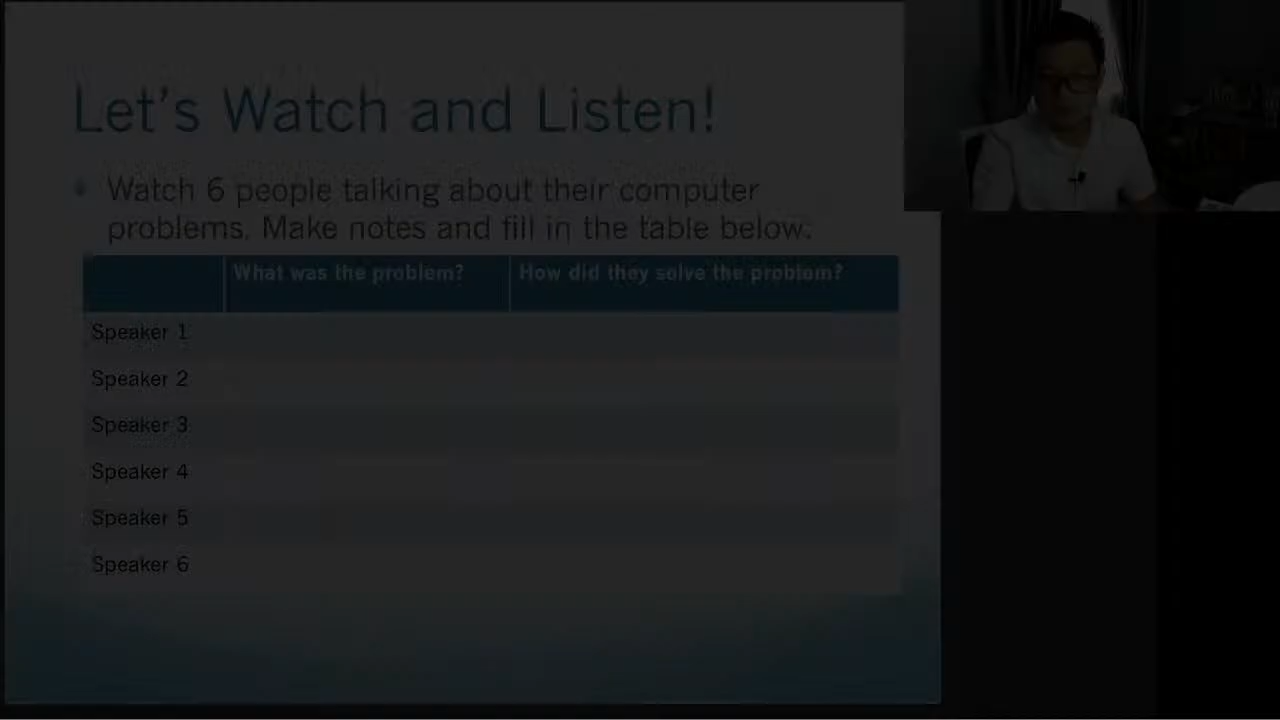 Let's Watch and Listen!
Watch 6 people talking about their computer
problems. Make notes and fill in the table below.
What was the problem? How did they solve the problem?
Speaker 1
Speaker 2
Speaker 3
Speaker 4
Speaker 5
Speaker 6